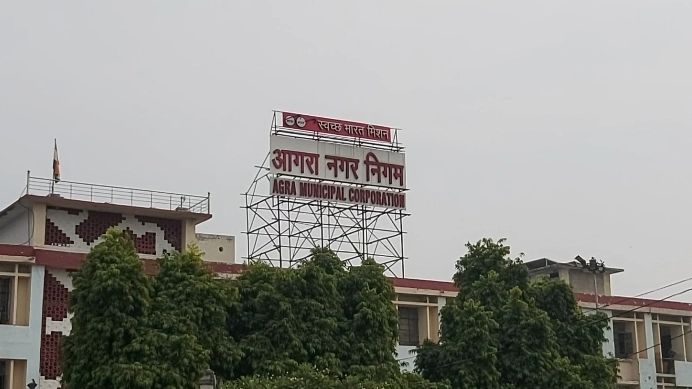 स्वच्छ भारत मिशन
आगरा नगर निगम
AGRA MUNICIPAL CORPORATION